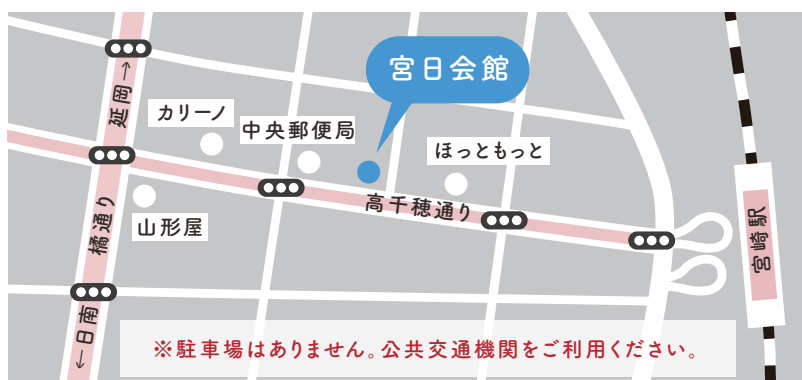 宮日会館
延岡→
カリーノ
中央郵便局
ほっともっと
高千穂通り
橘通り
山形屋
宮崎駅
←日南
※駐車場はありません。公共交通機関をご利用ください。